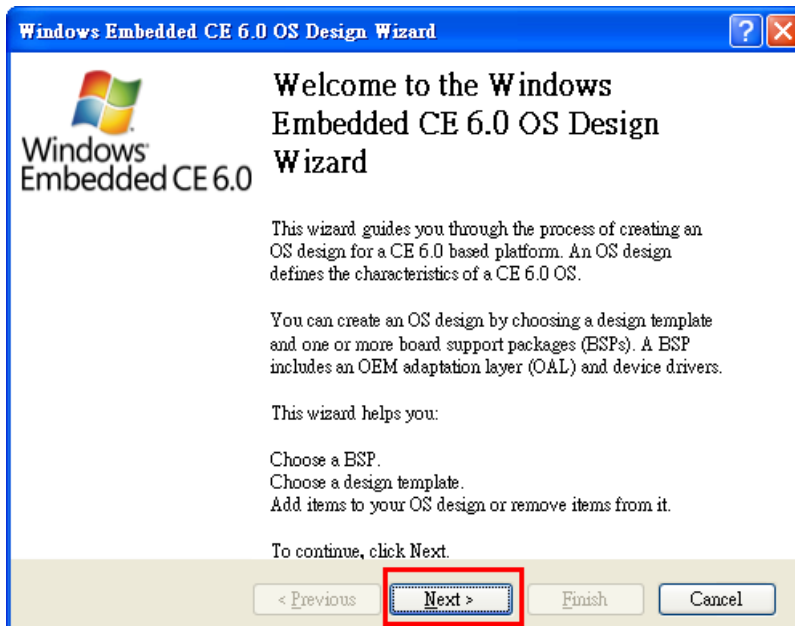 Windows Embedded CE 6.0 OS Design Wizard
Windows
Embedded CE 6.0
Welcome to the Windows
Embedded CE 6.0 OS Design
Wizard
This wizard guides you through the process of creating an
OS design for a CE 6.0 based platform. An OS design
defines the characteristics of a CE 6.0 OS.
You can create an OS design by choosing a design template
and one or more board support packages (BSPs). A BSP
includes an OEM adaptation layer (OAL) and device drivers.
This wizard helps you:
Choose a BSP.
Choose a design template.
Add items to your OS design or remove items from it.
To continue, click Next.
< Previous
Next >
Finish
Cancel